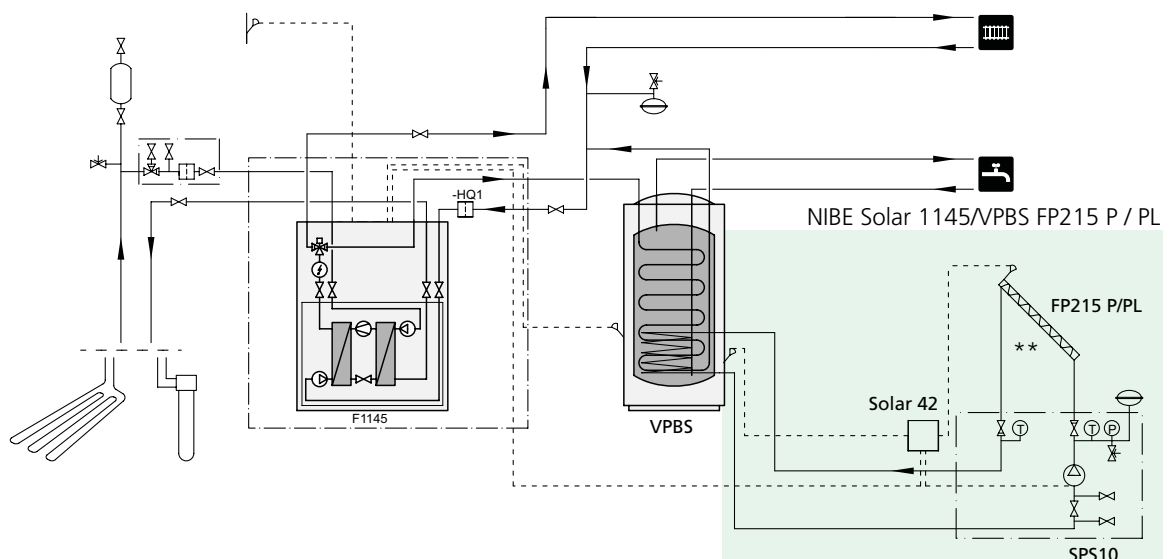 -HQ1
NIBE Solar 1145/VPBS FP215 P / PL
FP215 P/PL
**
Solar 42
F1145
VPBS
T
T
P
SPS10